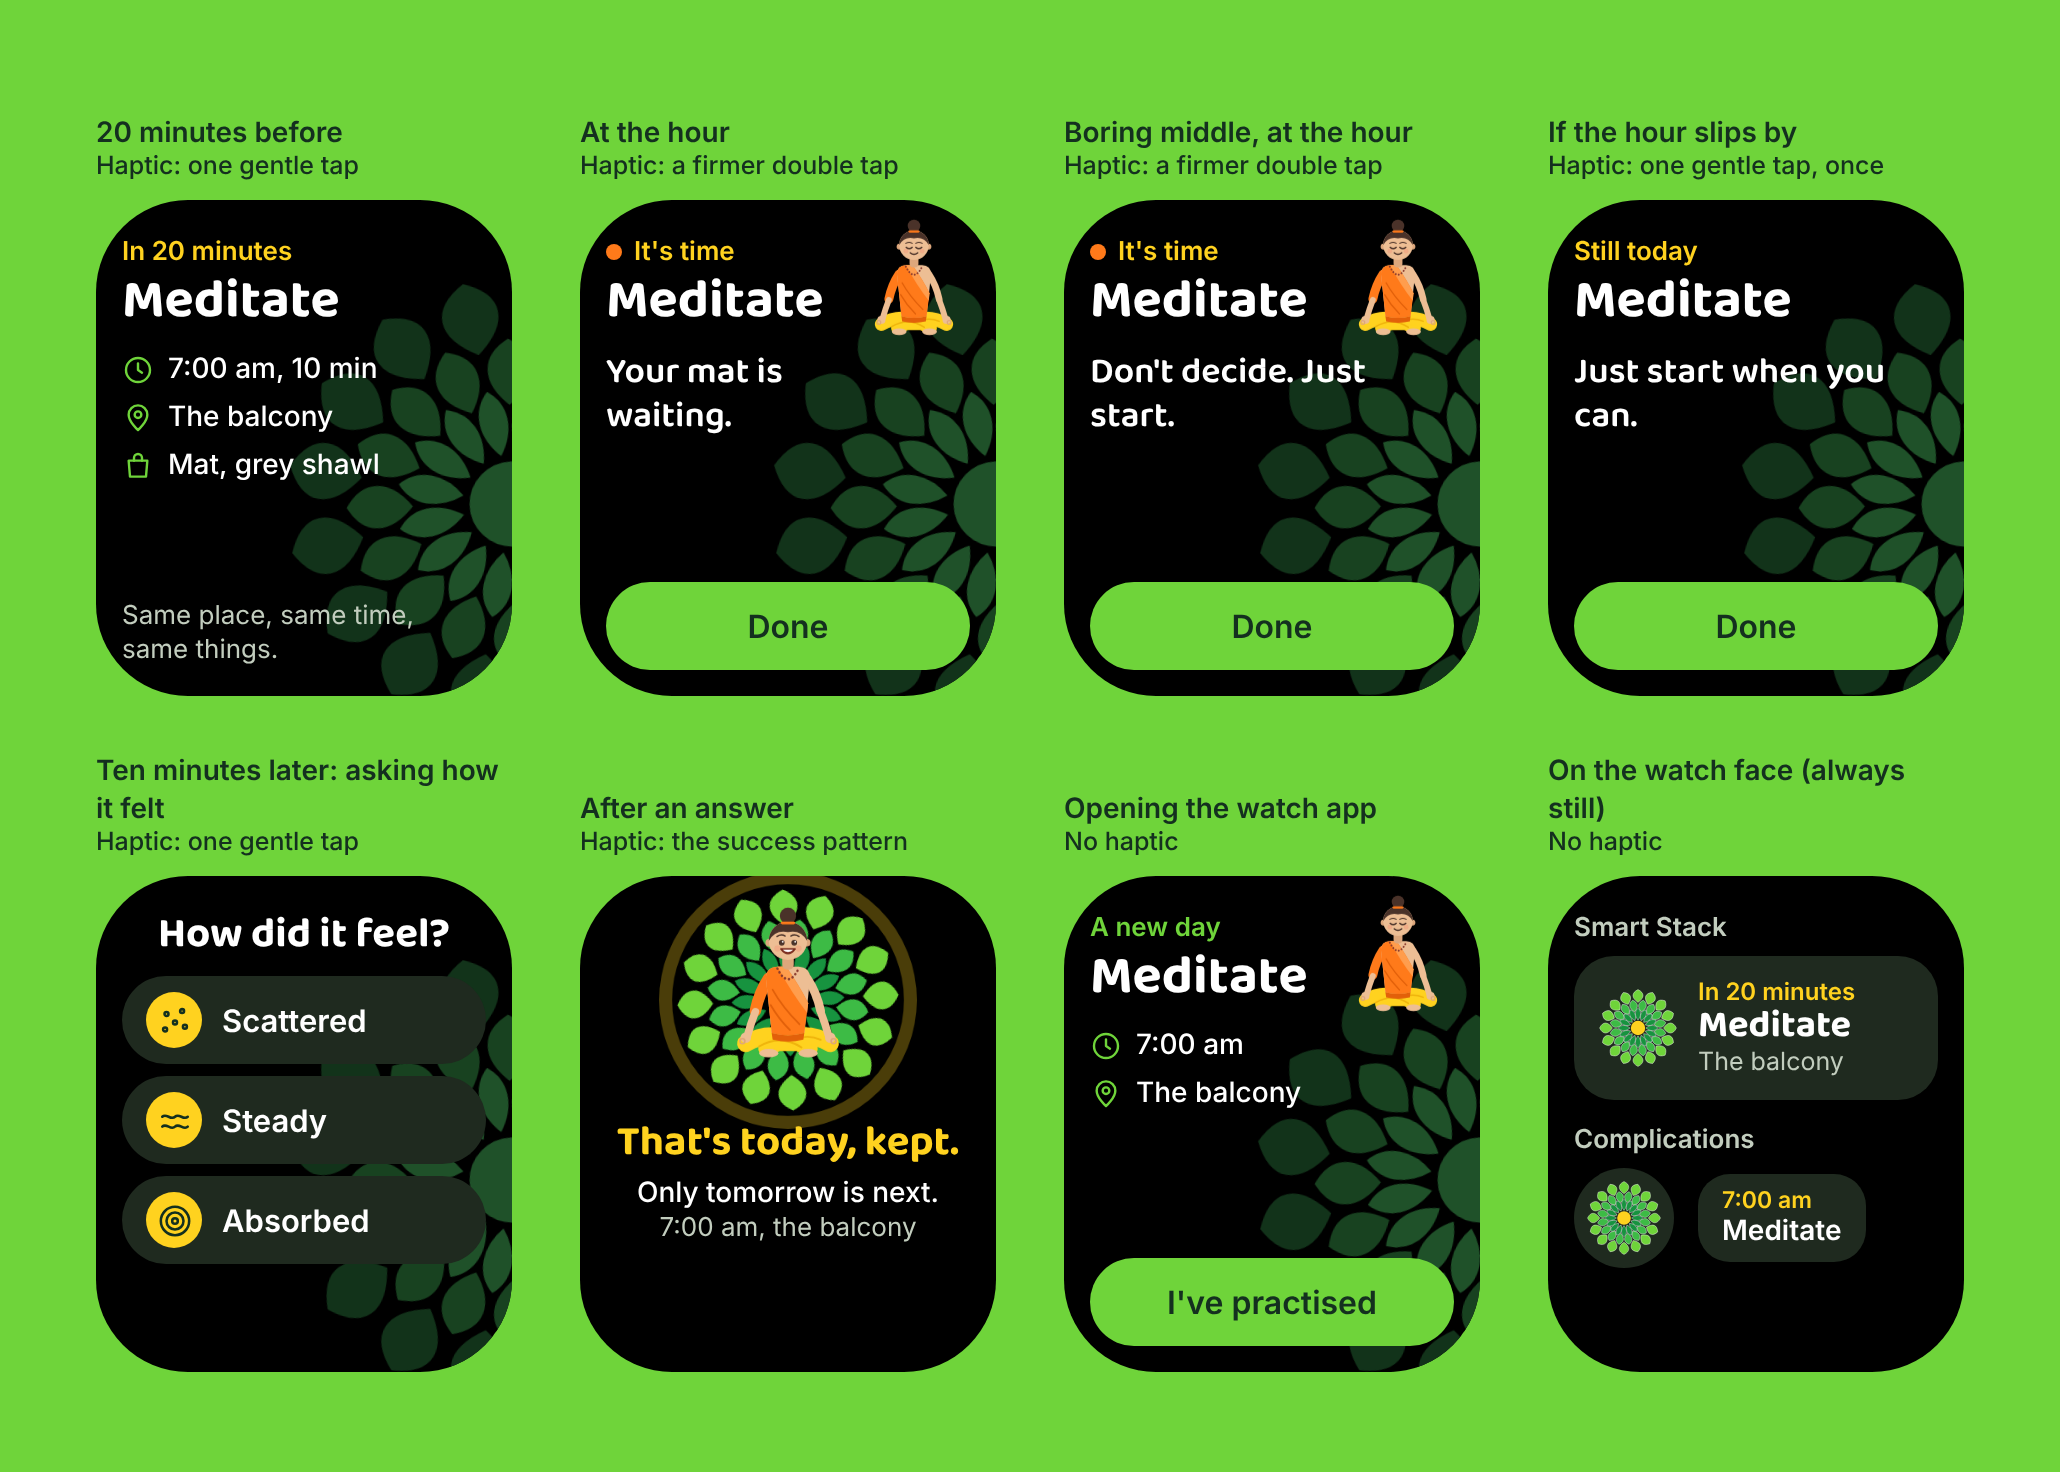 20 minutes before
Haptic: one gentle tap
In 20 minutes
Meditate
7:00 am, 10 min
The balcony
Mat, grey shawl
Same place, same time,
same things.
At the hour
Haptic: a firmer double tap
It's time
Meditate
Your mat is
waiting.
Done
Boring middle, at the hour
Haptic: a firmer double tap
It's time
Meditate
Don't decide. Just
start.
Done
If the hour slips by
Haptic: one gentle tap, once
Still today
Meditate
Just start when you
can.
Done
Ten minutes later: asking how
it felt
Haptic: one gentle tap
How did it feel?
Scattered
Steady
Absorbed
After an answer
Haptic: the success pattern
That's today, kept.
Only tomorrow is next.
7:00 am, the balcony
Opening the watch app
No haptic
A new day
Meditate
7:00 am
The balcony
I've practised
On the watch face (always
still)
No haptic
Smart Stack
In 20 minutes
Meditate
The balcony
Complications
7:00 am
Meditate